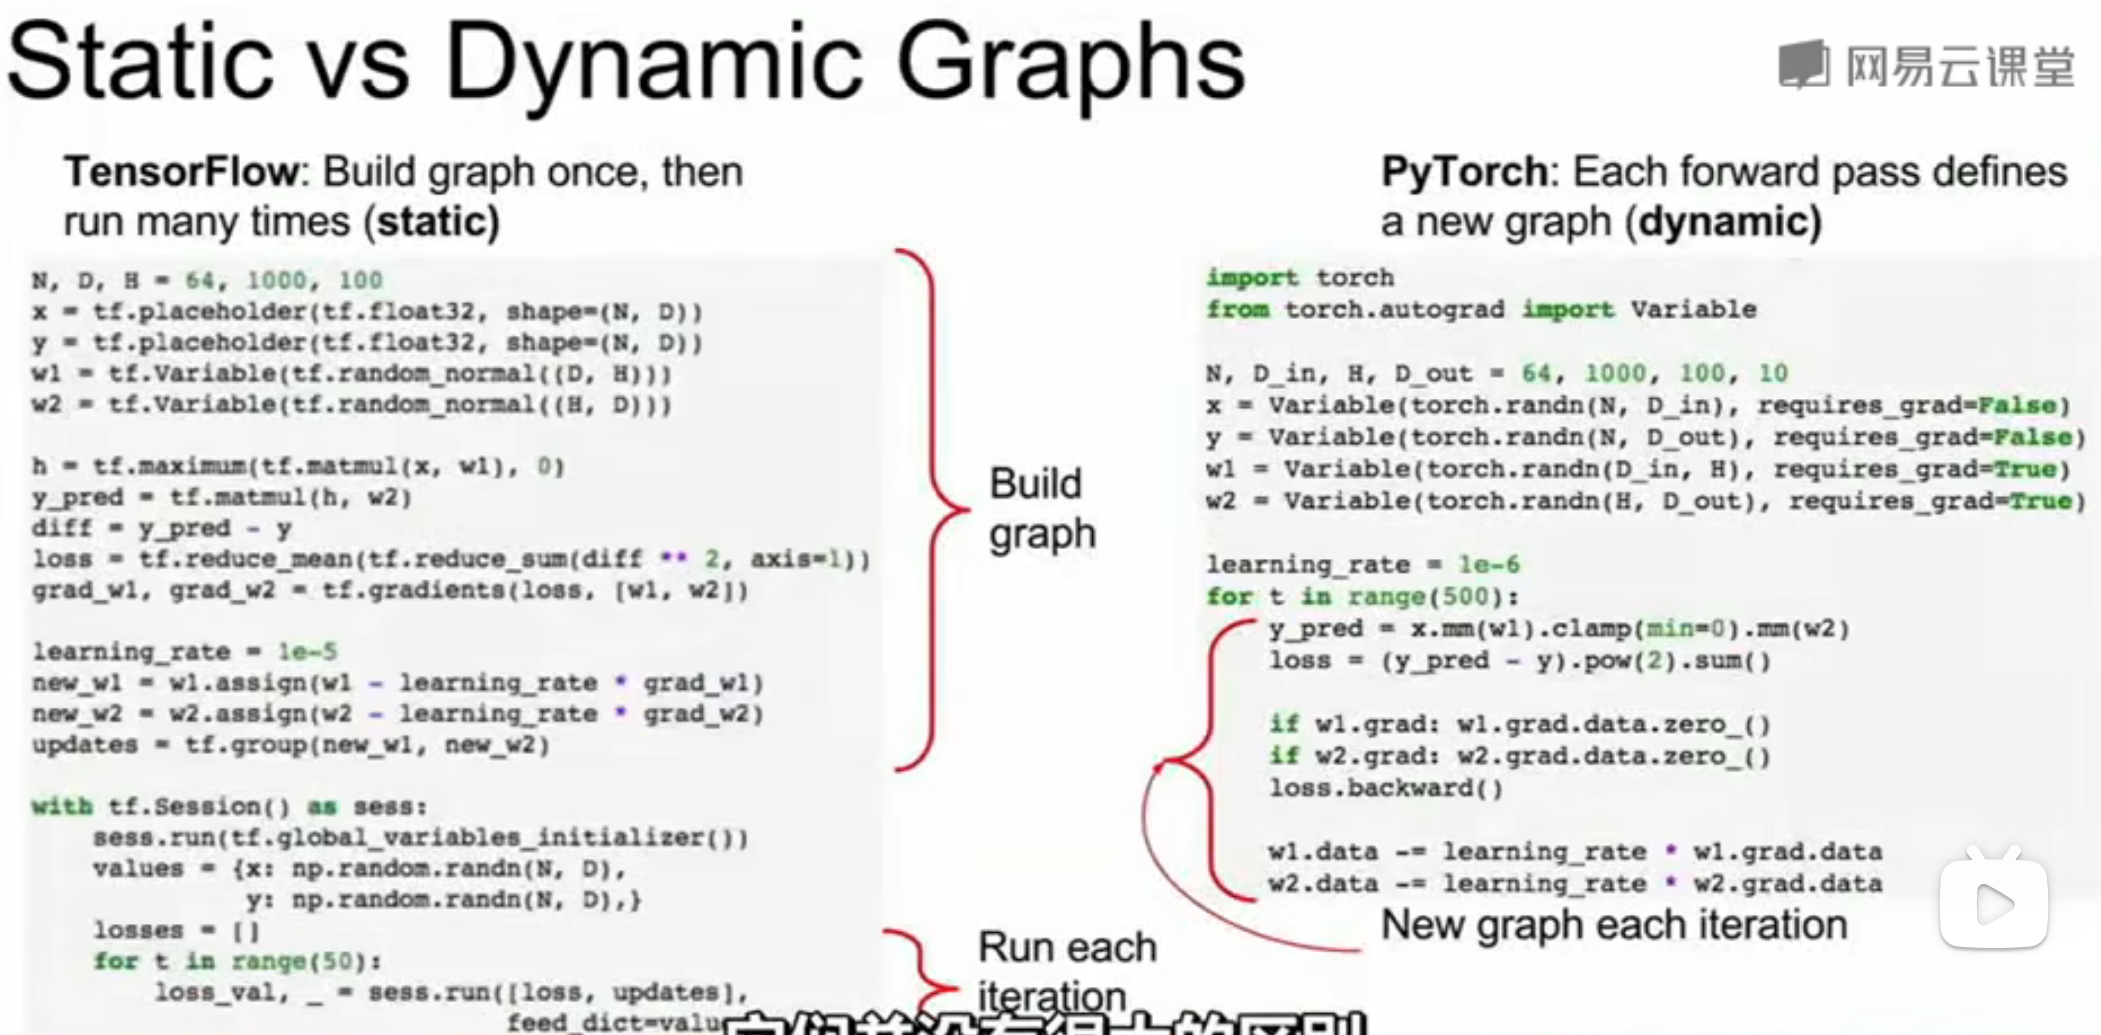 Static vs Dynamic Graphs
网易云课堂
TensorFlow: Build graph once, then
run many times (static)
N, D, H = 64, 1000, 100
x = tf.placeholder(tf.float32, shape=(N, D))
y = tf.placeholder(tf.float32, shape=(N, D))
w1 = tf.Variable(tf.random_normal((D, H)))
w2 = tf.Variable(tf.random_normal((H, D)))
h = tf.maximum(tf.matmul(x, w1), 0)
y_pred = tf.matmul(h, w2)
diff = y_pred - y
loss = tf.reduce_mean(tf.reduce_sum(diff ** 2, axis=1))
grad_w1, grad_w2 = tf.gradients(loss, [w1, w2])
learning_rate = 1e-5
new_w1 = w1.assign(w1 - learning_rate * grad_w1)
new_w2 = w2.assign(w2 - learning_rate * grad_w2)
updates = tf.group(new_w1, new_w2)
with tf.Session() as sess:
sess.run(tf.global_variables_initializer())
values = {x: np.random.randn(N, D),
y: np.random.randn(N, D),}
losses = []
for t in range(50):
loss_val, _ = sess.run([loss, updates],
feed_dict=valu
Build
graph
Run each
iteration
PyTorch: Each forward pass defines
a new graph (dynamic)
import torch
from torch.autograd import Variable
N, D_in, H, D_out = 64, 1000, 100, 10
x = Variable(torch.randn(N, D_in), requires_grad=False)
y = Variable(torch.randn(N, D_out), requires_grad=False)
w1 = Variable(torch.randn(D_in, H), requires_grad=True)
w2 = Variable(torch.randn(H, D_out), requires_grad=True)
learning_rate = 1e-6
for t in range(500):
y_pred = x.mm(w1).clamp(min=0).mm(w2)
loss = (y_pred - y).pow(2).sum()
if w1.grad: w1.grad.data.zero_()
if w2.grad: w2.grad.data.zero_()
loss.backward()
w1.data -= learning_rate * w1.grad.data
w2.data -= learning_rate * w2.grad.data
New graph each iteration